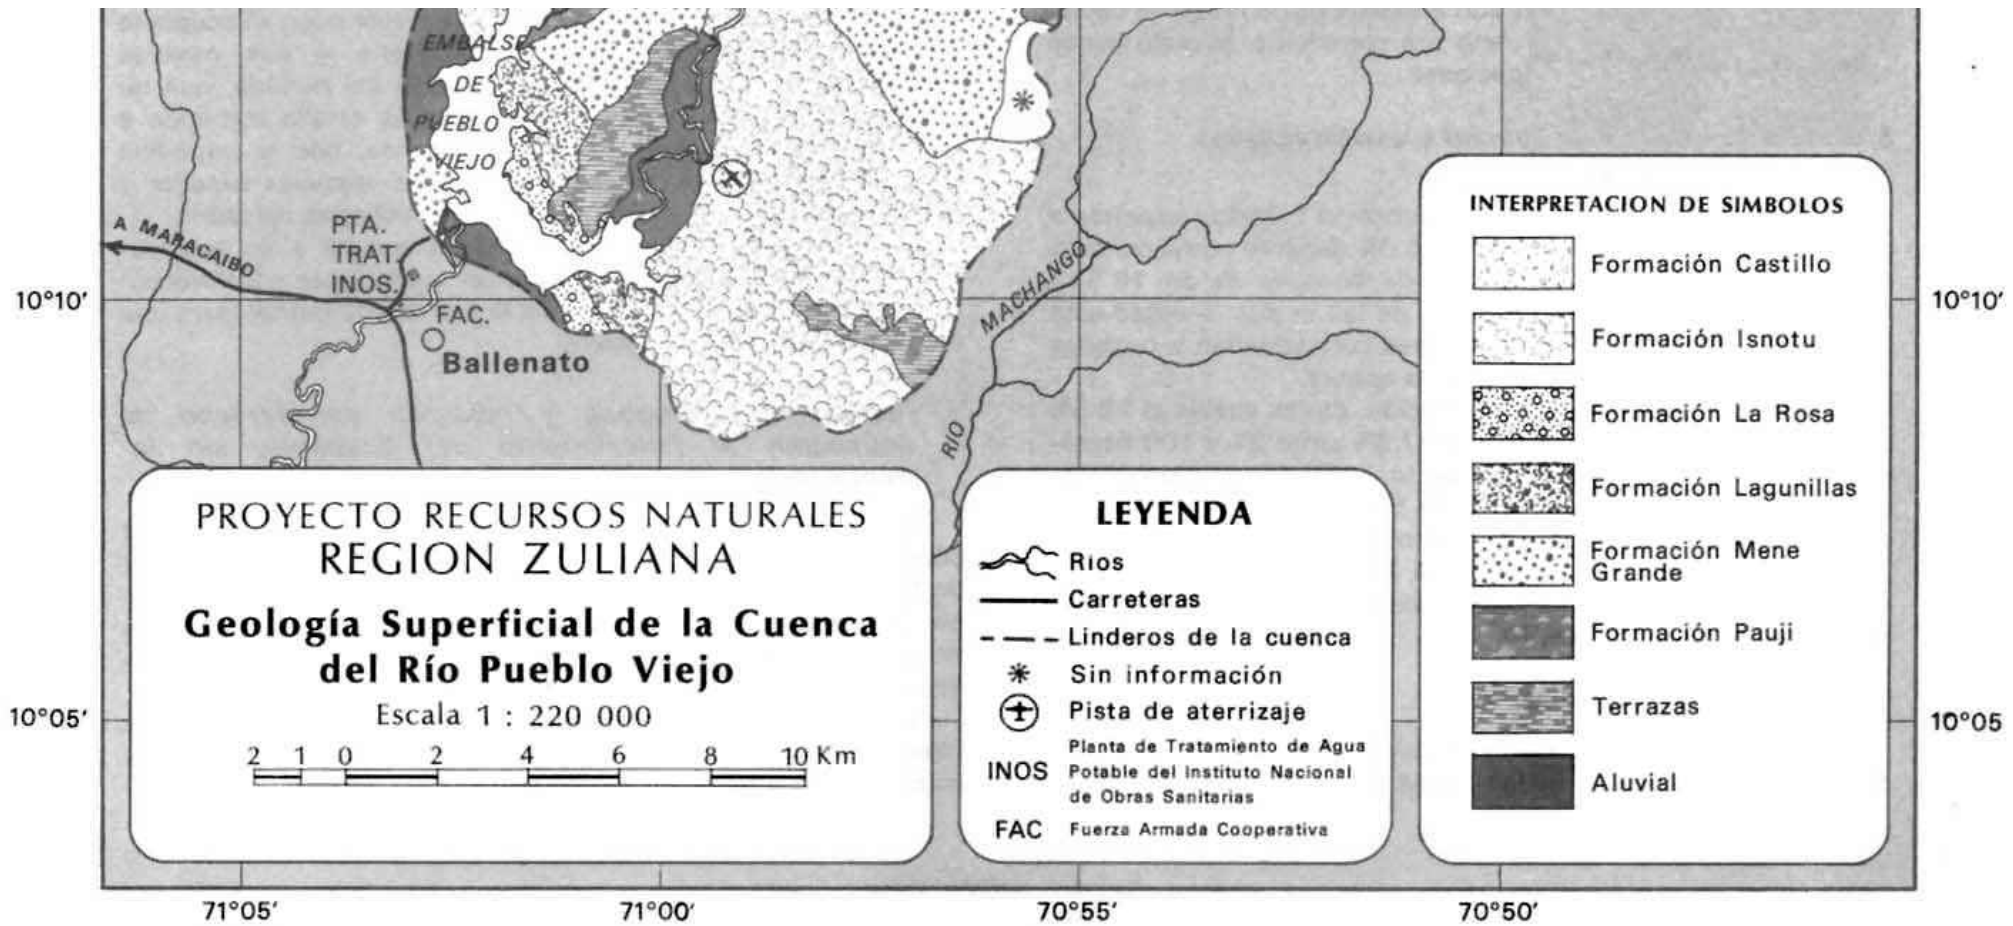 EMBALSE
DE
PUEBLO
VIEJO
A MARACAIBO
PTA.
TRAT.
INOS.
FAC.
Ballenato
RIO MACHANGO
10°10'
10°10'
10°05'
10°05
71°05'
71°00'
70°55'
70°50'
PROYECTO RECURSOS NATURALES
REGION ZULIANA
Geología Superficial de la Cuenca
del Río Pueblo Viejo
Escala 1 : 220 000
2 1 0 2 4 6 8 10 Km
LEYENDA
Rios
Carreteras
Linderos de la cuenca
Sin información
Pista de aterrizaje
INOS Planta de Tratamiento de Agua
Potable del Instituto Nacional
de Obras Sanitarias
FAC Fuerza Armada Cooperativa
INTERPRETACION DE SIMBOLOS
Formación Castillo
Formación Isnotu
Formación La Rosa
Formación Lagunillas
Formación Mene
Grande
Formación Pauji
Terrazas
Aluvial